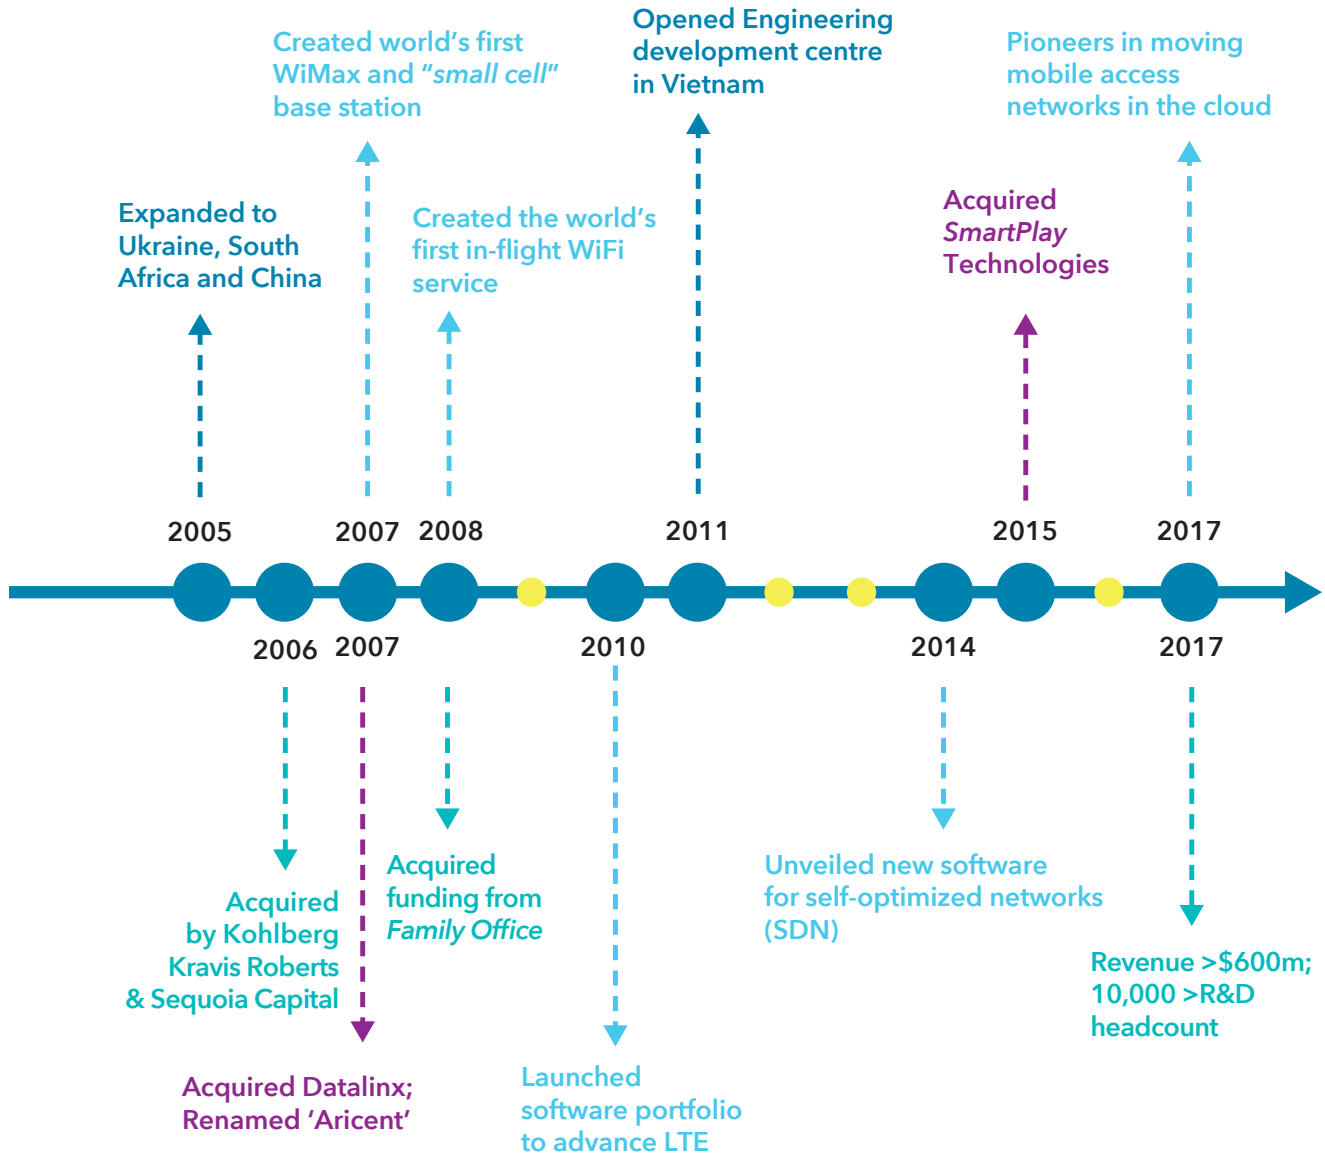 Created world's first
WiMax and "small cell"
base station
Opened Engineering
development centre
in Vietnam
Pioneers in moving
mobile access
networks in the cloud
Expanded to
Ukraine, South
Africa and China
Created the world's
first in-flight WiFi
service
Acquired
SmartPlay
Technologies
2005
2007
2008
2011
2015
2017
2006
2007
2010
2014
2017
Acquired
by Kohlberg
Kravis Roberts
& Sequoia Capital
Acquired
funding from
Family Office
Unveiled new software
for self-optimized networks
(SDN)
Revenue >$600m;
10,000 >R&D
headcount
Acquired Datalinx;
Renamed 'Aricent'
Launched
software portfolio
to advance LTE